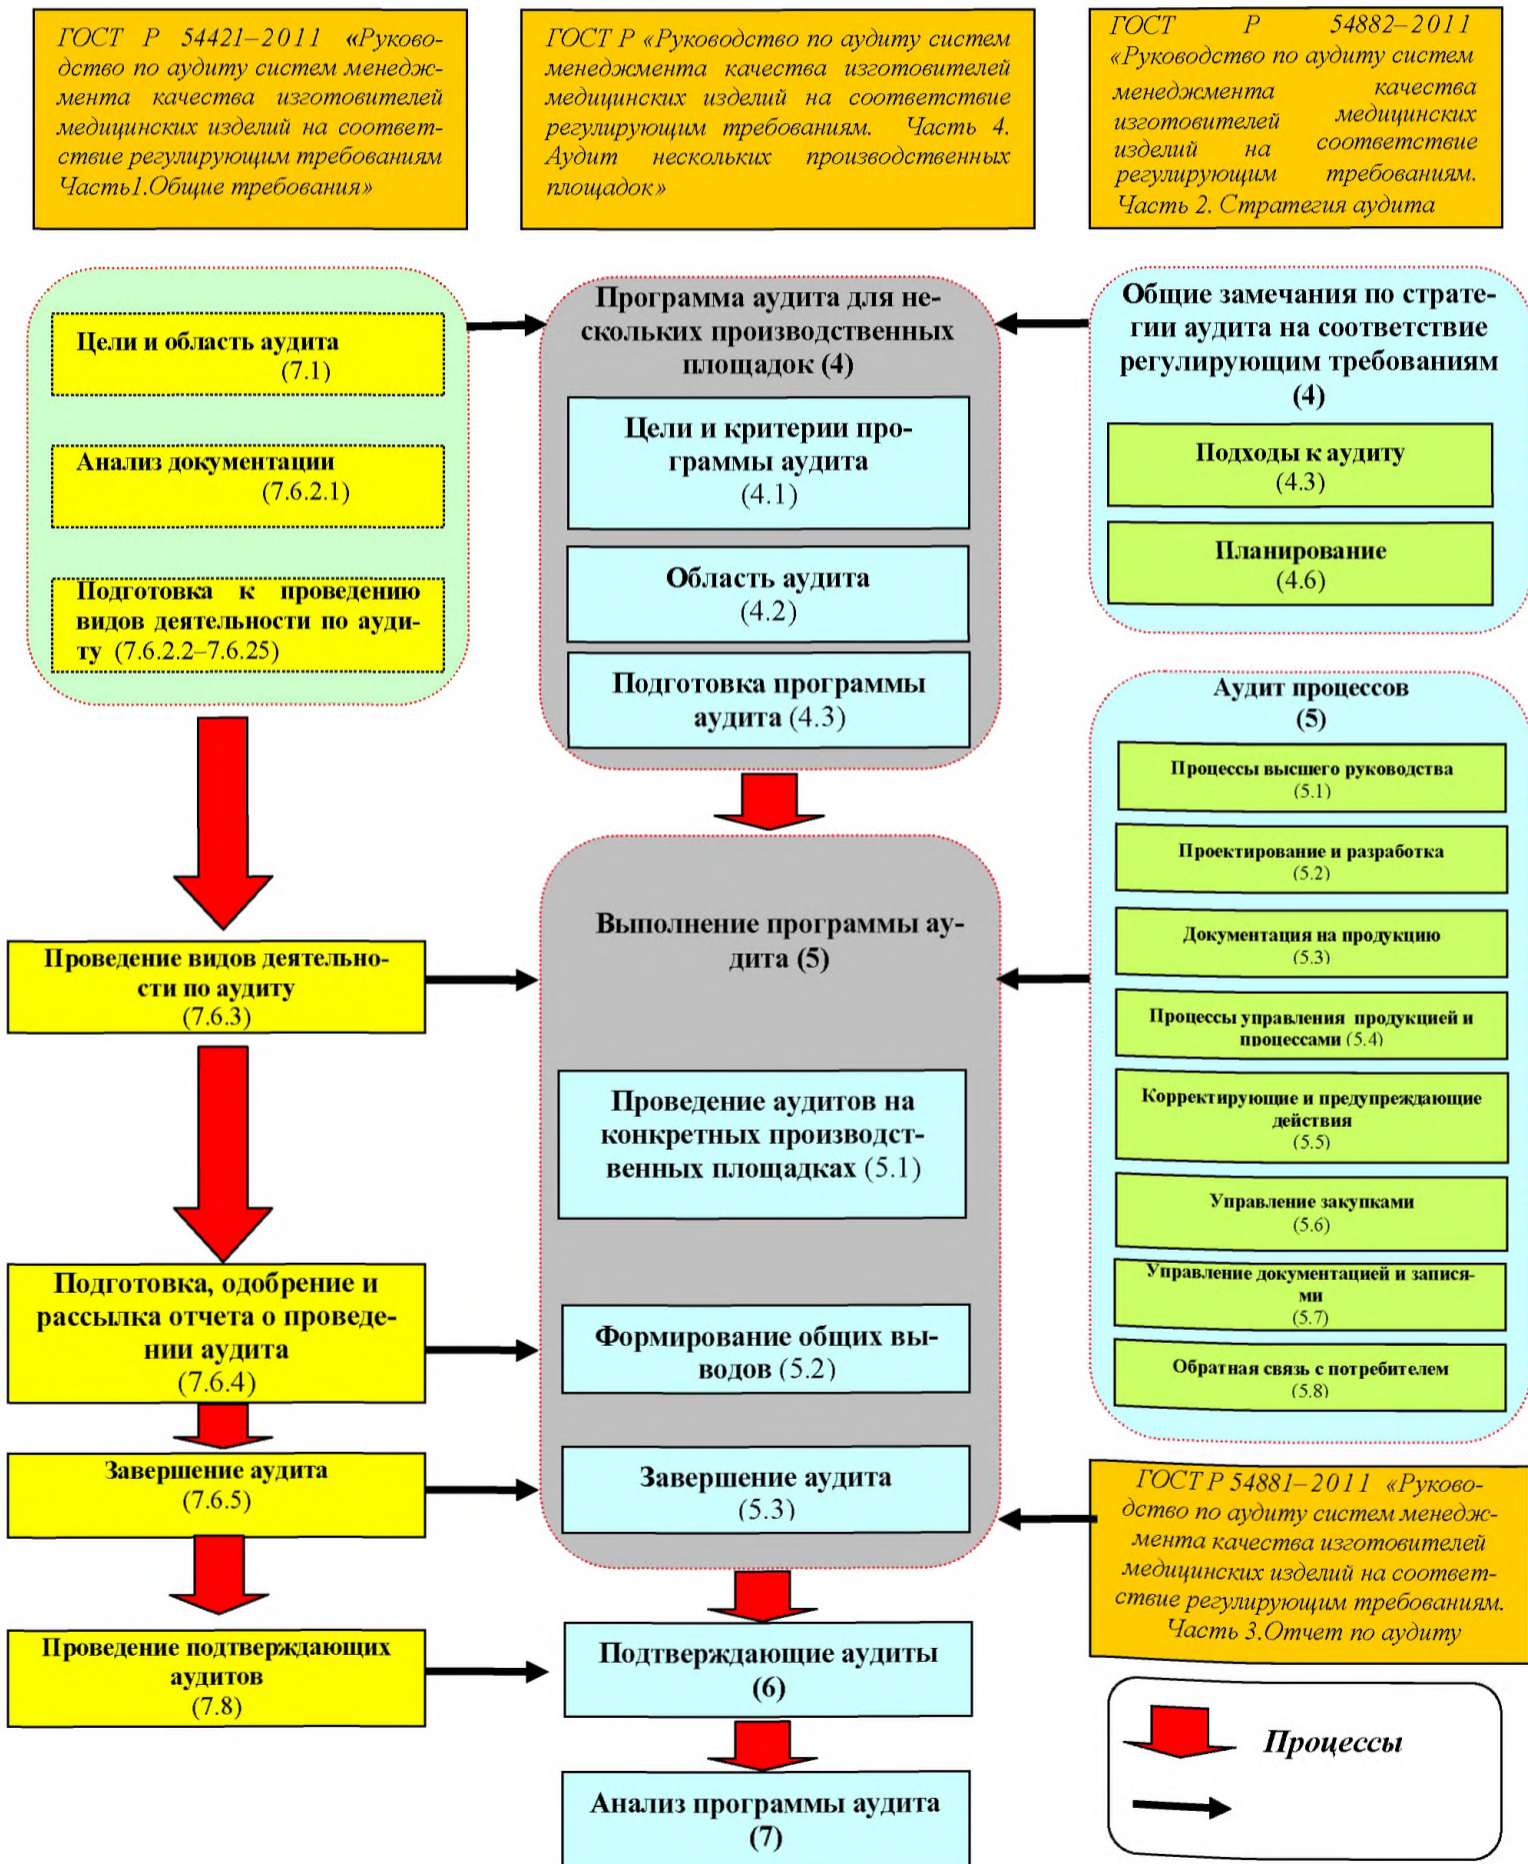 ГОСТ Р 54421–2011 «Руково-
дство по аудиту систем менедж-
мента качества изготовителей
медицинских изделий на соответ-
ствие регулирующим требованиям
Часть1.Общие требования»
ГОСТ Р «Руководство по аудиту систем
менеджмента качества изготовителей
медицинских изделий на соответствие
регулирующим требованиям. Часть 4.
Аудит нескольких производственных
площадок»
ГОСТ Р 54882–2011
«Руководство по аудиту систем
менеджмента качества
изготовителей медицинских
изделий на соответствие
регулирующим требованиям.
Часть 2. Стратегия аудита
Цели и область аудита
(7.1)
Анализ документации
(7.6.2.1)
Подготовка к проведению
видов деятельности по ауди-
ту (7.6.2.2–7.6.25)
Проведение видов деятельно-
сти по аудиту
(7.6.3)
Подготовка, одобрение и
рассылка отчета о проведе-
нии аудита
(7.6.4)
Завершение аудита
(7.6.5)
Проведение подтверждающих
аудитов
(7.8)
Программа аудита для не-
скольких производственных
площадок (4)
Цели и критерии про-
граммы аудита
(4.1)
Область аудита
(4.2)
Подготовка программы
аудита (4.3)
Выполнение программы ау-
дита (5)
Проведение аудитов на
конкретных производст-
венных площадках (5.1)
Формирование общих вы-
водов (5.2)
Завершение аудита
(5.3)
Подтверждающие аудиты
(6)
Анализ программы аудита
(7)
Общие замечания по страте-
гии аудита на соответствие
регулирующим требованиям
(4)
Подходы к аудиту
(4.3)
Планирование
(4.6)
Аудит процессов
(5)
Процессы высшего руководства
(5.1)
Проектирование и разработка
(5.2)
Документация на продукцию
(5.3)
Процессы управления продукцией и
процессами (5.4)
Корректирующие и предупреждающие
действия
(5.5)
Управление закупками
(5.6)
Управление документацией и запися-
ми
(5.7)
Обратная связь с потребителем
(5.8)
ГОСТ Р 54881–2011 «Руково-
дство по аудиту систем менедж-
мента качества изготовителей
медицинских изделий на соответ-
ствие регулирующим требованиям.
Часть 3.Отчет по аудиту
Процессы